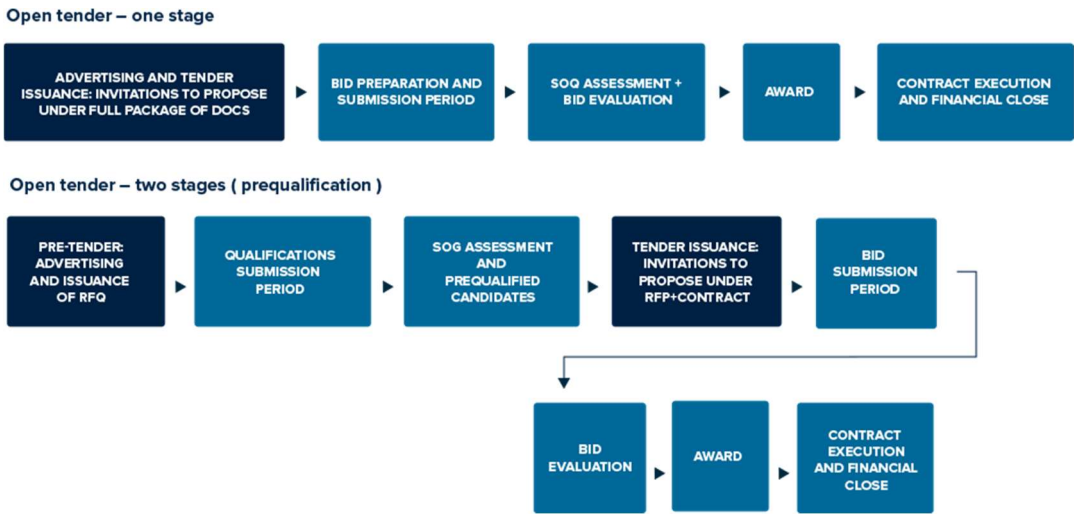 Open tender – one stage
ADVERTISING AND TENDER
ISSUANCE: INVITATIONS TO PROPOSE
UNDER FULL PACKAGE OF DOCS
BID PREPARATION AND
SUBMISSION PERIOD
SOQ ASSESSMENT +
BID EVALUATION
AWARD
CONTRACT EXECUTION
AND FINANCIAL CLOSE
Open tender – two stages ( prequalification )
PRE-TENDER:
ADVERTISING
AND ISSUANCE
OF RFQ
QUALIFICATIONS
SUBMISSION
PERIOD
SOG ASSESSMENT
AND
PREQUALIFIED
CANDIDATES
TENDER ISSUANCE:
INVITATIONS TO
PROPOSE UNDER
RFP+CONTRACT
BID
SUBMISSION
PERIOD
BID
EVALUATION
AWARD
CONTRACT
EXECUTION
AND FINANCIAL
CLOSE